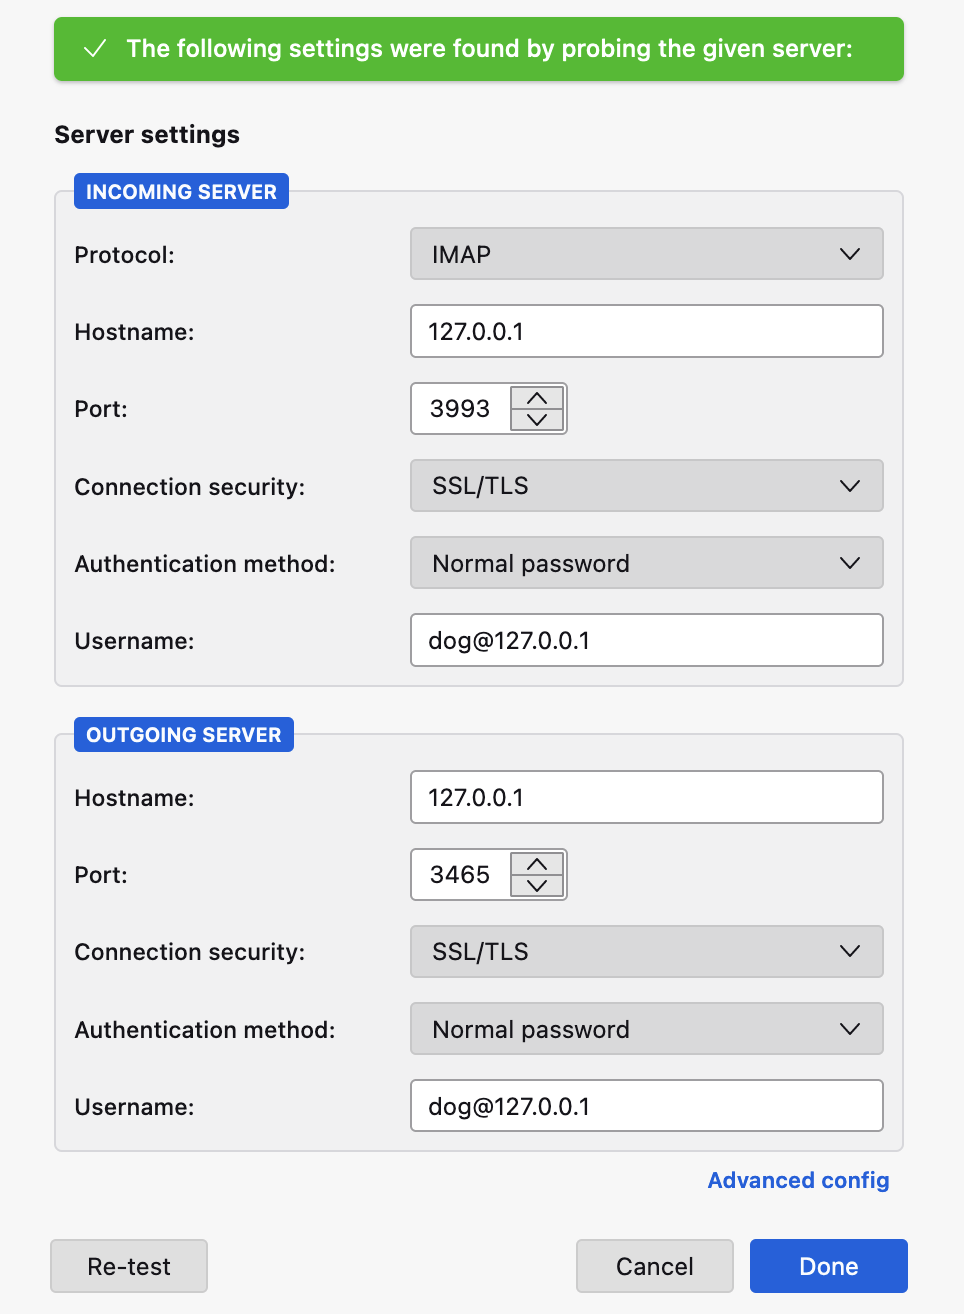 The following settings were found by probing the given server:
Server settings
INCOMING SERVER
Protocol: IMAP
Hostname: 127.0.0.1
Port: 3993
Connection security: SSL/TLS
Authentication method: Normal password
Username: dog@127.0.0.1
OUTGOING SERVER
Hostname: 127.0.0.1
Port: 3465
Connection security: SSL/TLS
Authentication method: Normal password
Username: dog@127.0.0.1
Advanced config
Re-test Cancel Done